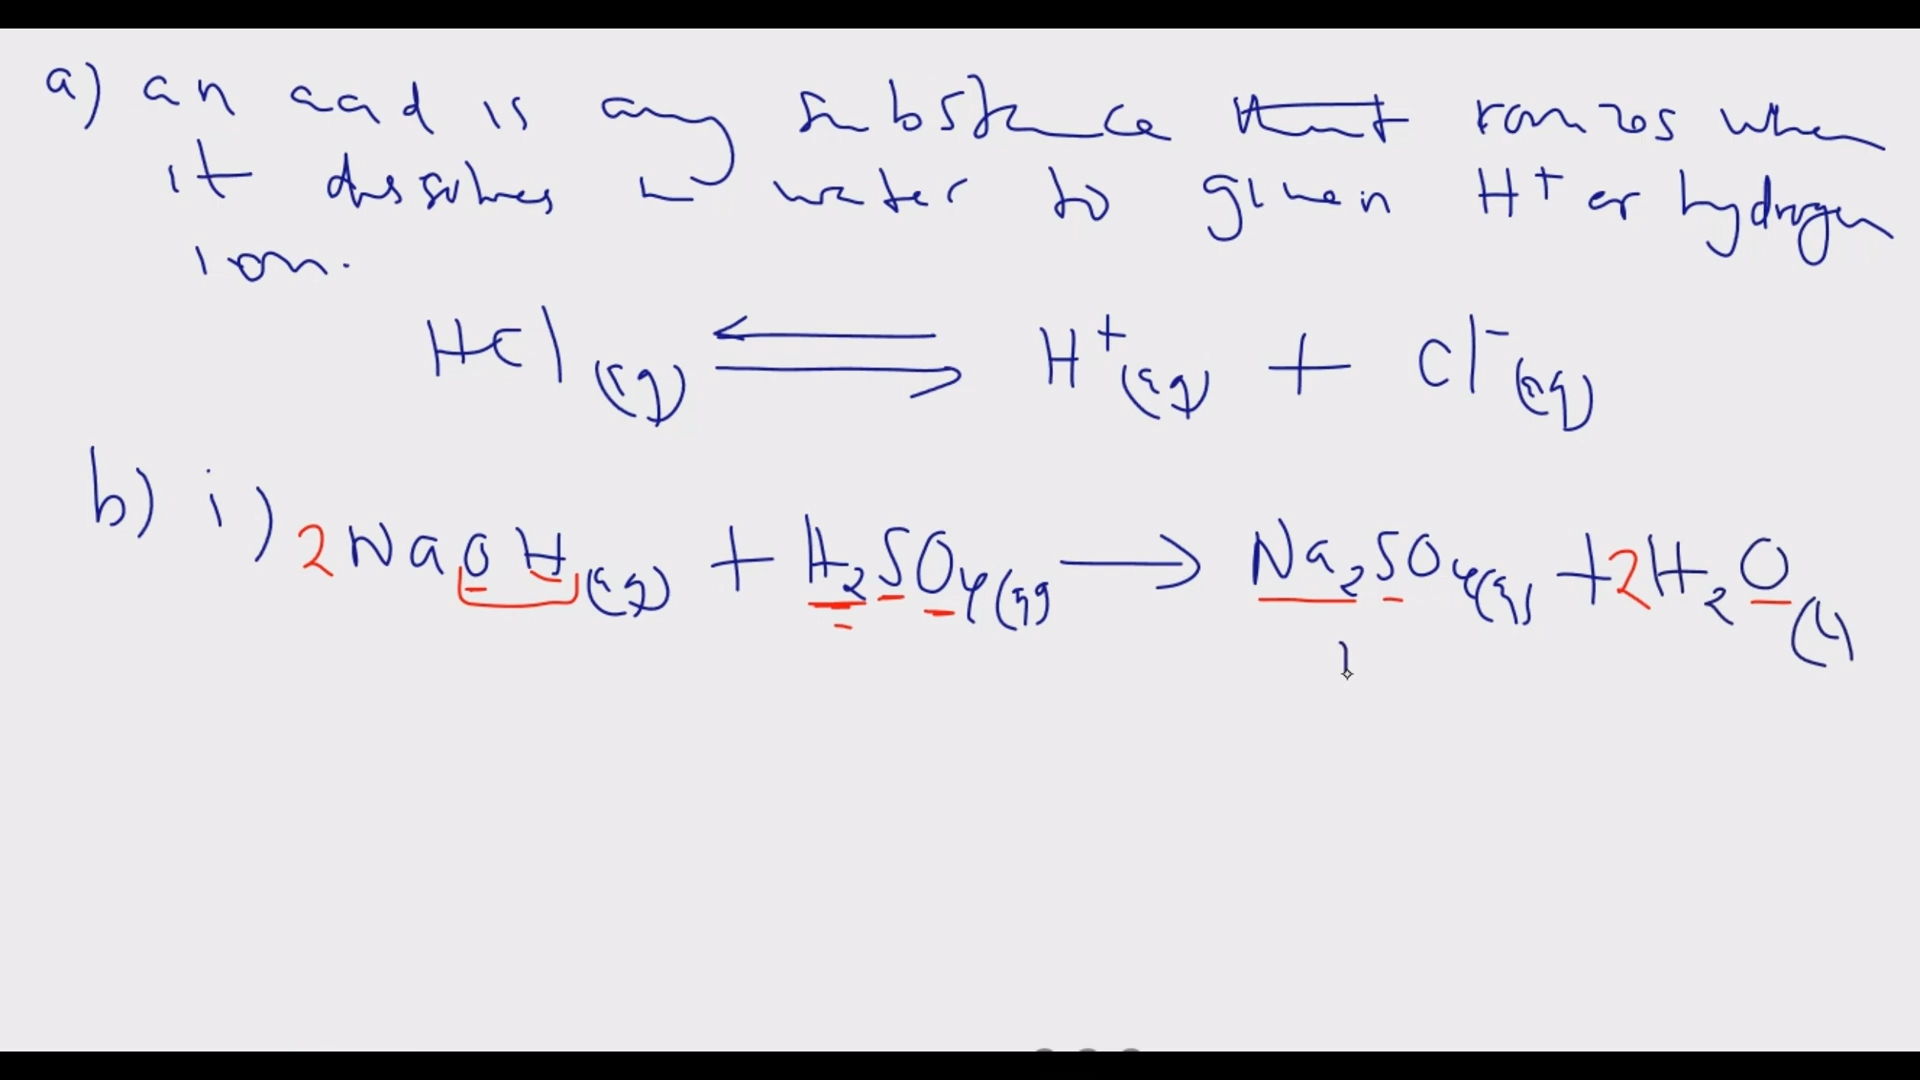 a) an acid is any substance that ionizes when
it dissolves in water to given H⁺ or hydrogen
ion.
HCl(aq) ⇌ H⁺(aq) + Cl⁻(aq)
b) i) 2NaOH(aq) + H₂SO₄(aq) → Na₂SO₄(aq) + 2H₂O(l)